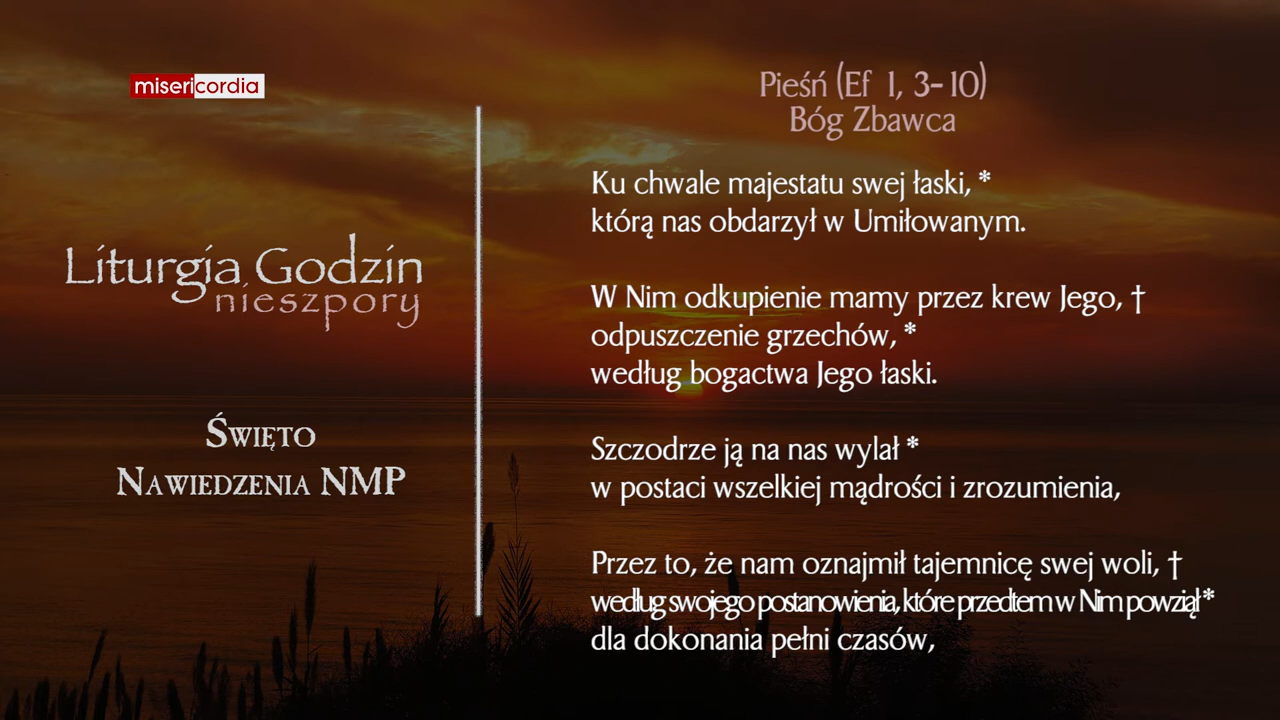 misericordia
Liturgia Godzin
nieszpory
Święto
Nawiedzenia NMP
Pieśń (Ef 1, 3-10)
Bóg Zbawca
Ku chwale majestatu swej łaski, *
którą nas obdarzył w Umiłowanym.
W Nim odkupienie mamy przez krew Jego, †
odpuszczenie grzechów, *
według bogactwa Jego łaski.
Szczodrze ją na nas wylał *
w postaci wszelkiej mądrości i zrozumienia,
Przez to, że nam oznajmił tajemnicę swej woli, †
według swojego postanowienia, które przedtem w Nim powziął *
dla dokonania pełni czasów,